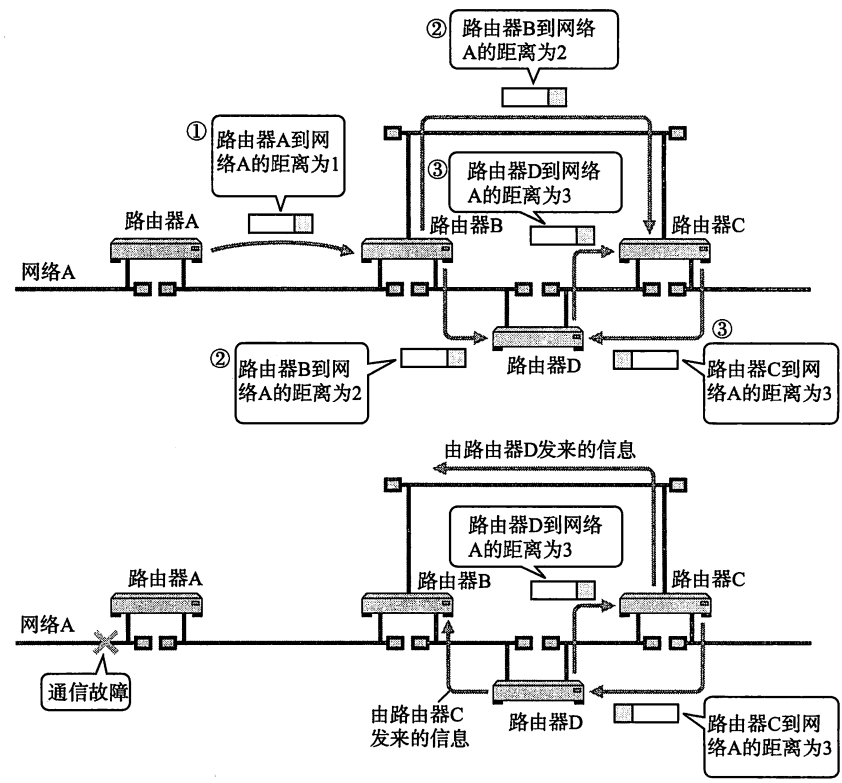 ②
路由器B到网络
A的距离为2
①
路由器A到网
络A的距离为1
③
路由器D到网络
A的距离为3
路由器A
路由器B
路由器C
网络A
②
路由器B到网
络A的距离为2
路由器D
③
路由器C到网
络A的距离为3
由路由器D发来的信息
路由器D到网络
A的距离为3
路由器A
路由器B
路由器C
网络A
通信故障
由路由器C
发来的信息
路由器D
路由器C到网
络A的距离为3